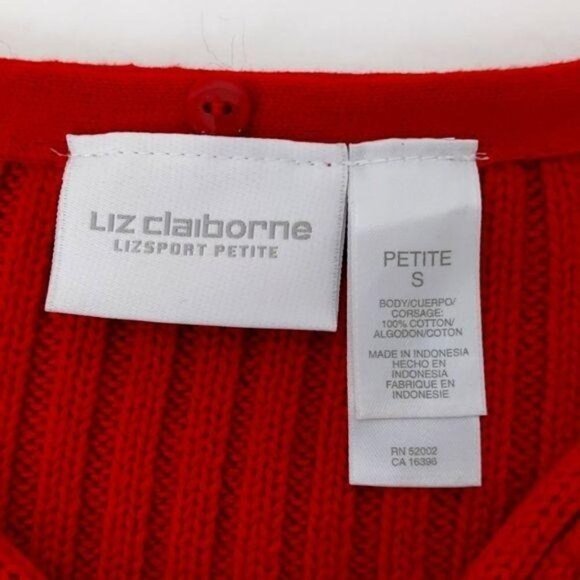 Liz claiborne
LIZSPORT PETITE
PETITE
S
BODY/CUERPO/
CORSAGE:
100% COTTON/
ALGODON/COTON
MADE IN INDONESIA
HECHO EN
INDONESIA
FABRIQUE EN
INDONESIE
RN 52002
CA 16396